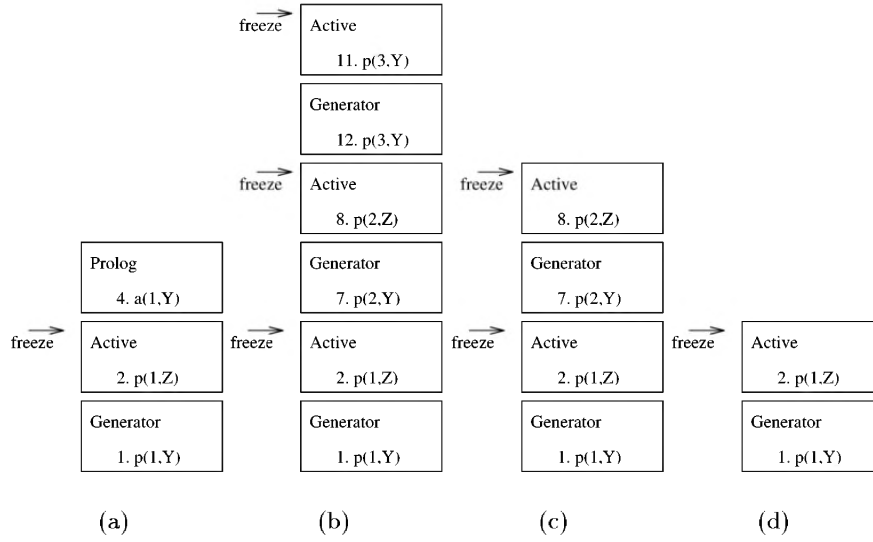 freeze
Active
11. p(3,Y)
Generator
12. p(3,Y)
freeze
Active
8. p(2,Z)
freeze
Active
8. p(2,Z)
Prolog
4. a(1,Y)
Generator
7. p(2,Y)
Generator
7. p(2,Y)
freeze
Active
2. p(1,Z)
freeze
Active
2. p(1,Z)
freeze
Active
2. p(1,Z)
freeze
Active
2. p(1,Z)
Generator
1. p(1,Y)
Generator
1. p(1,Y)
Generator
1. p(1,Y)
Generator
1. p(1,Y)
(a)
(b)
(c)
(d)